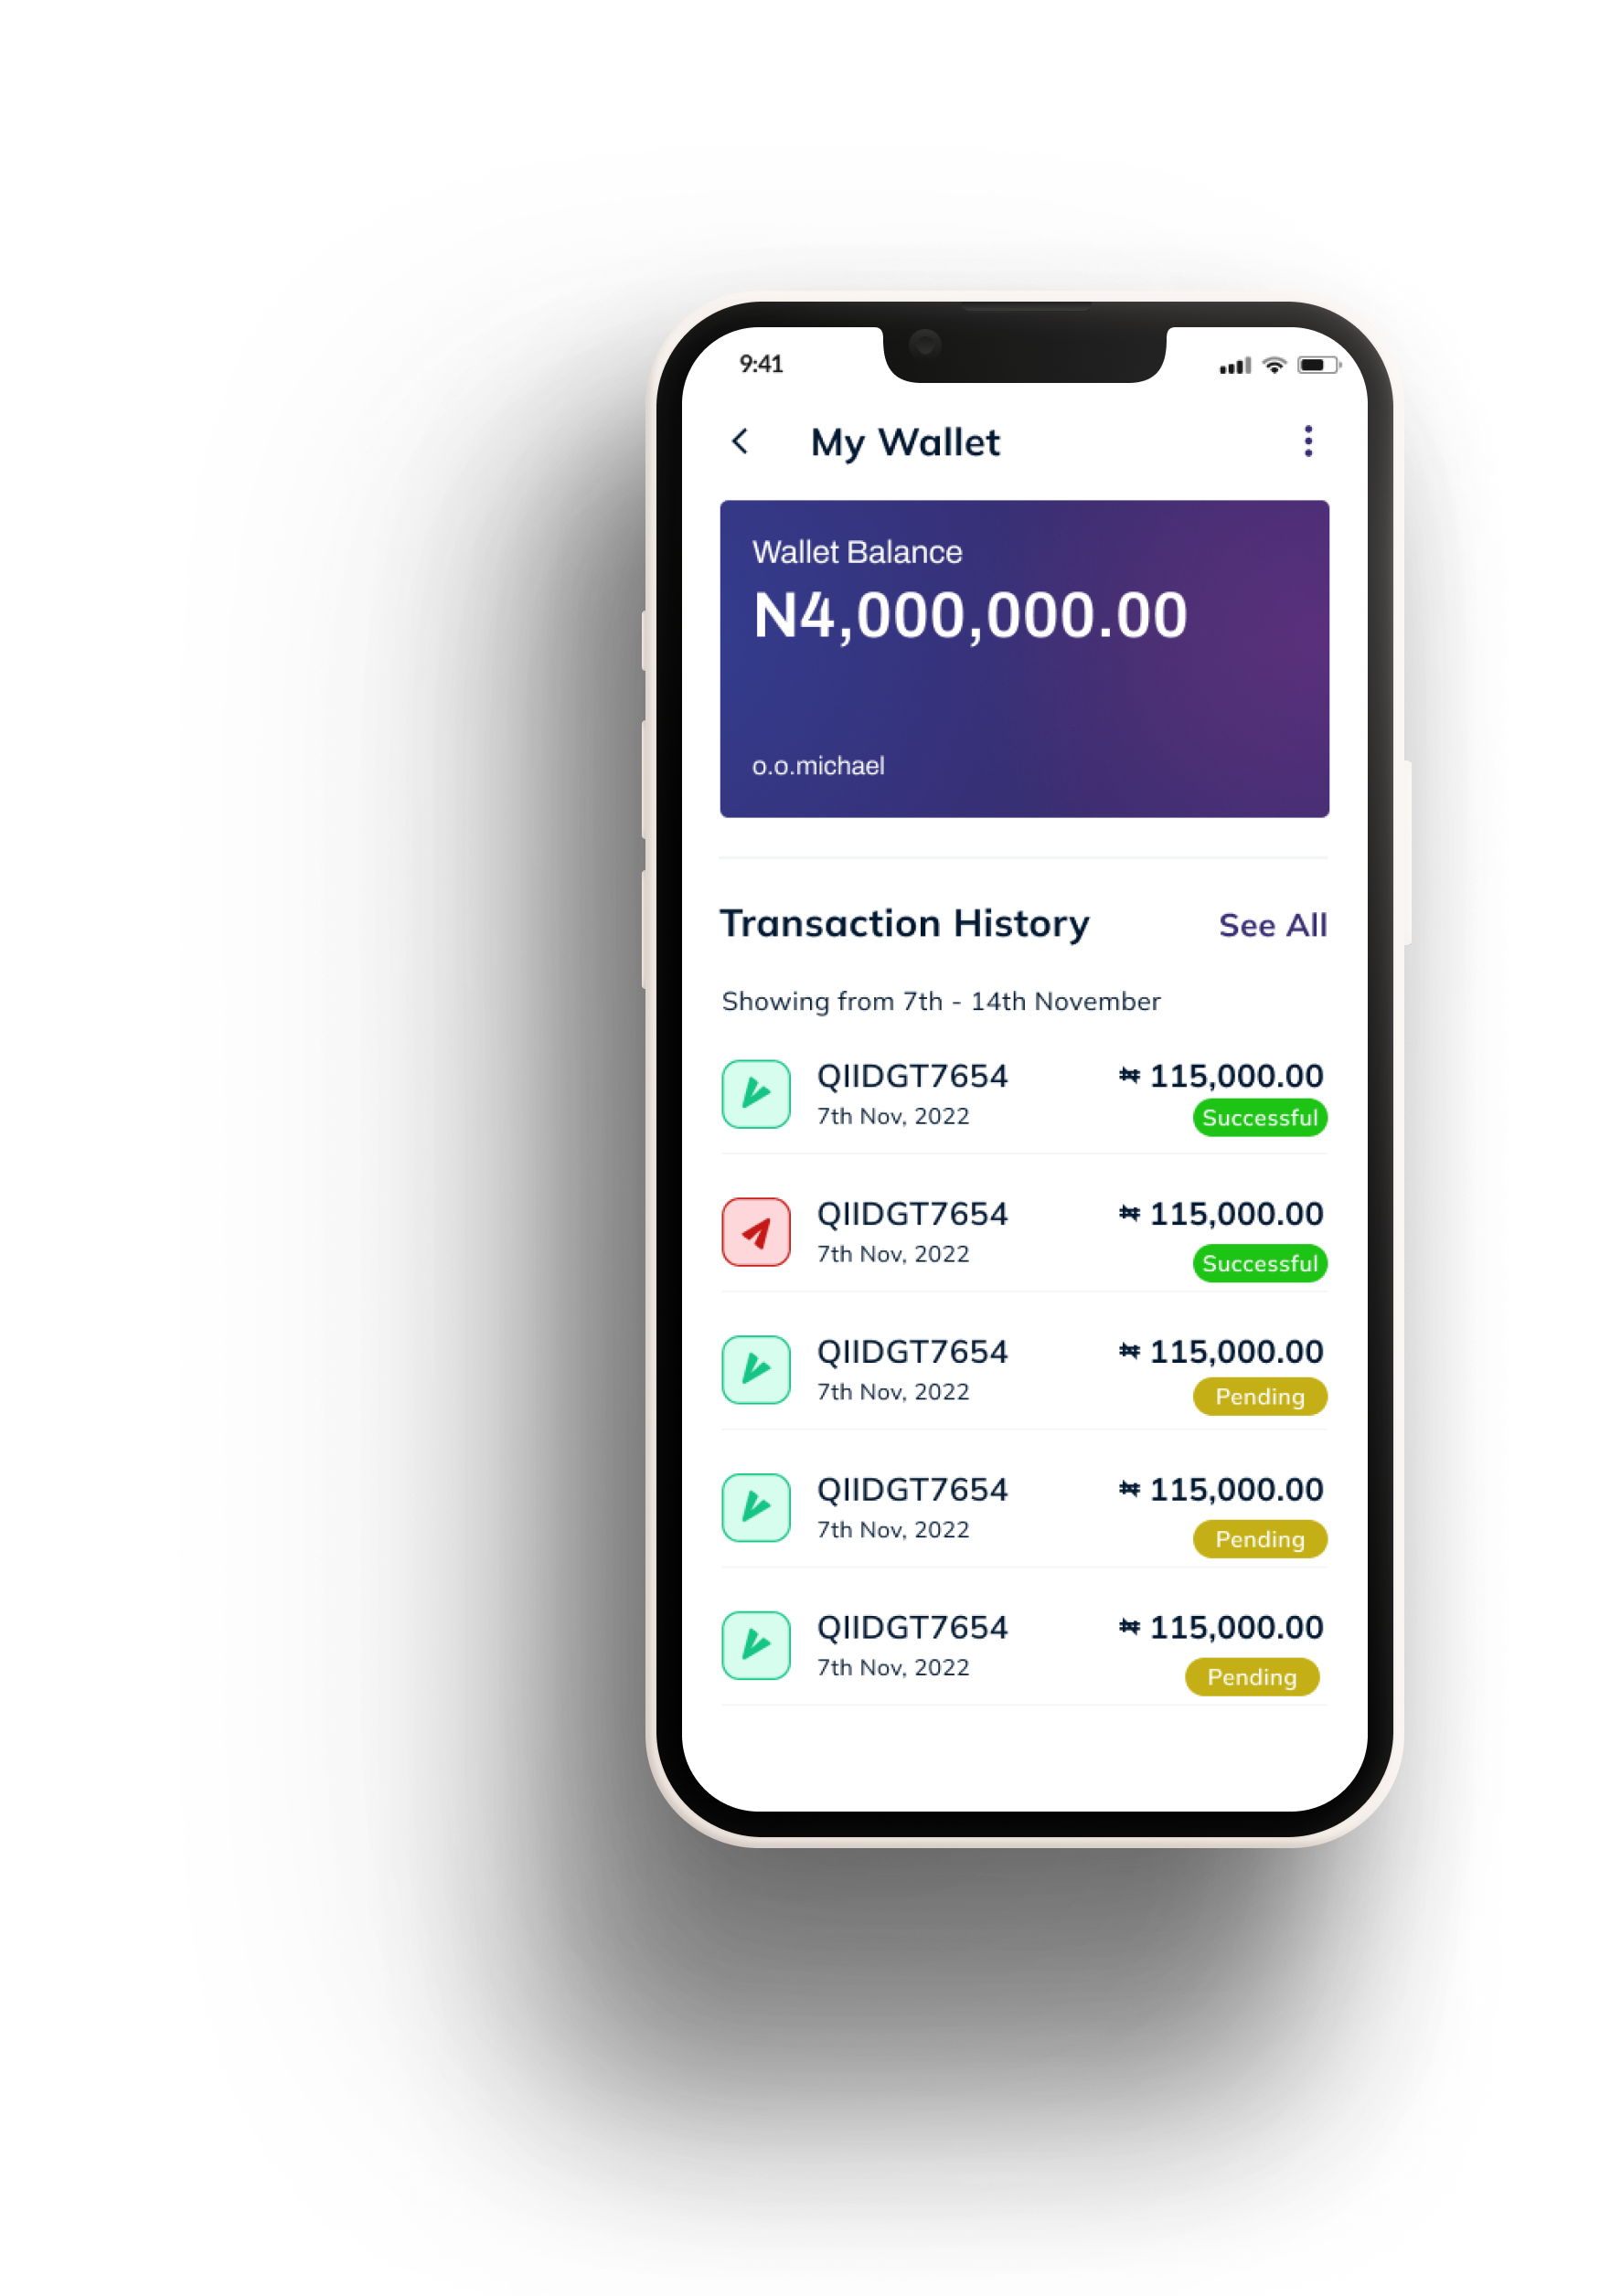 9:41
My Wallet
Wallet Balance
N4,000,000.00
o.o.michael
Transaction History See All
Showing from 7th - 14th November
QIIDGT7654 ₦ 115,000.00
7th Nov, 2022 Successful
QIIDGT7654 ₦ 115,000.00
7th Nov, 2022 Successful
QIIDGT7654 ₦ 115,000.00
7th Nov, 2022 Pending
QIIDGT7654 ₦ 115,000.00
7th Nov, 2022 Pending
QIIDGT7654 ₦ 115,000.00
7th Nov, 2022 Pending